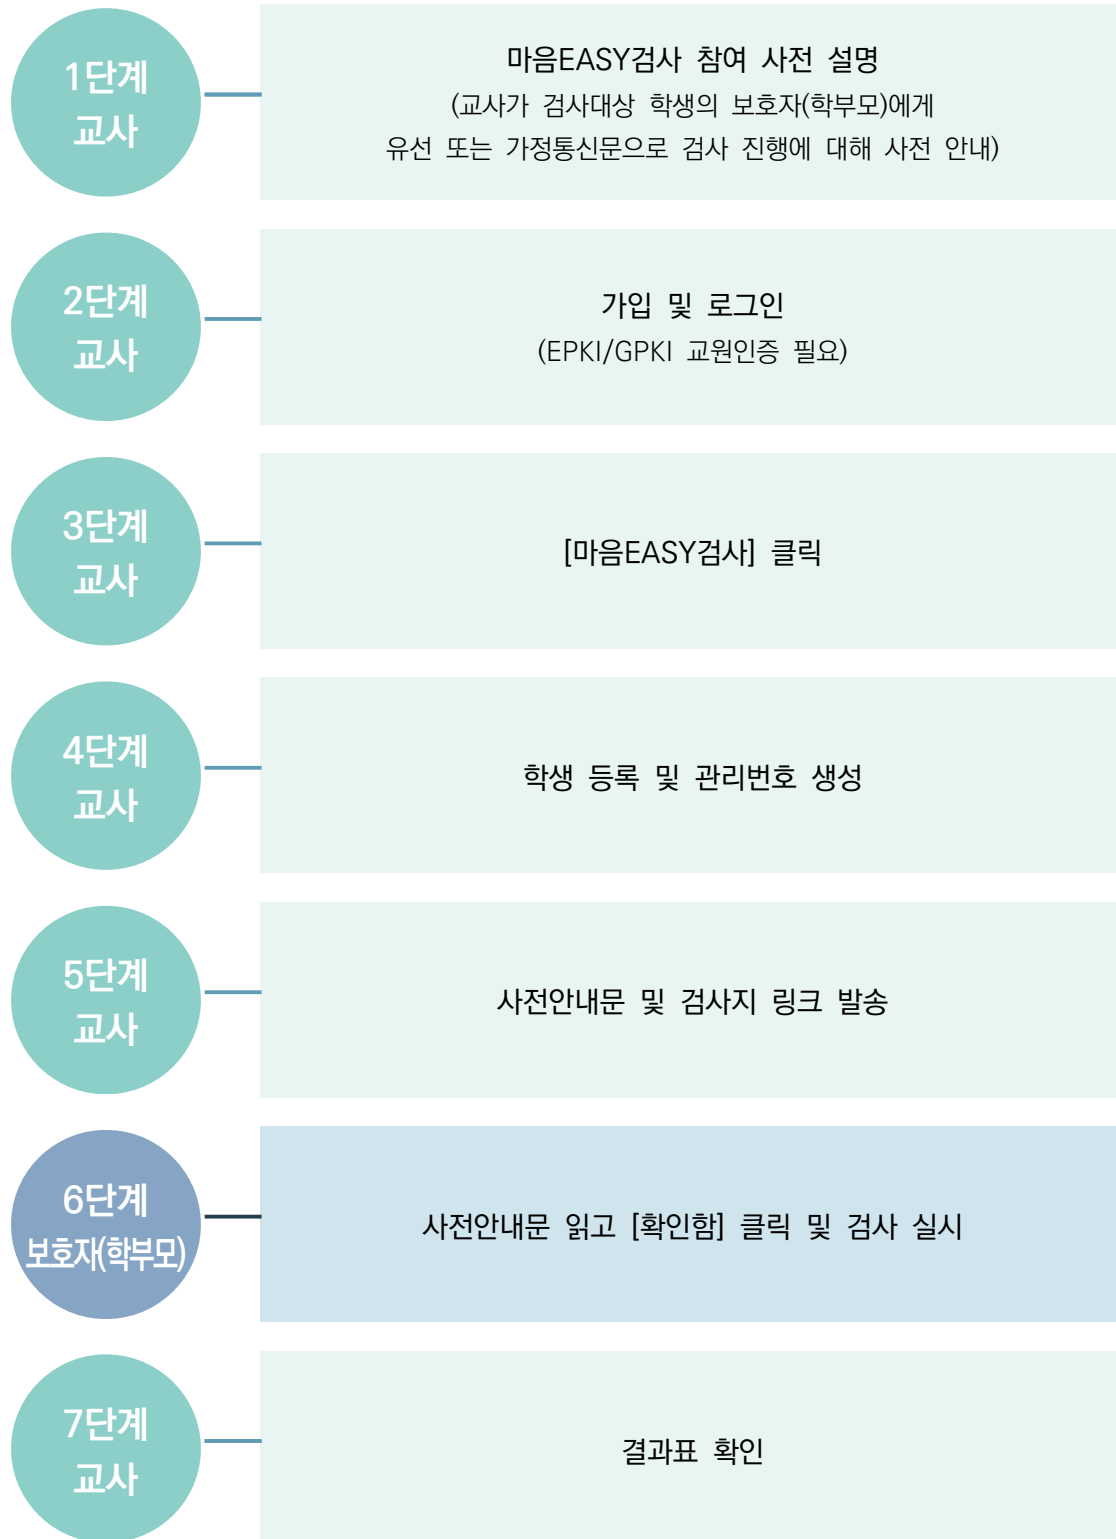 1단계
교사
마음EASY검사 참여 사전 설명
(교사가 검사대상 학생의 보호자(학부모)에게
유선 또는 가정통신문으로 검사 진행에 대해 사전 안내)
2단계
교사
가입 및 로그인
(EPKI/GPKI 교원인증 필요)
3단계
교사
[마음EASY검사] 클릭
4단계
교사
학생 등록 및 관리번호 생성
5단계
교사
사전안내문 및 검사지 링크 발송
6단계
보호자(학부모)
사전안내문 읽고 [확인함] 클릭 및 검사 실시
7단계
교사
결과표 확인